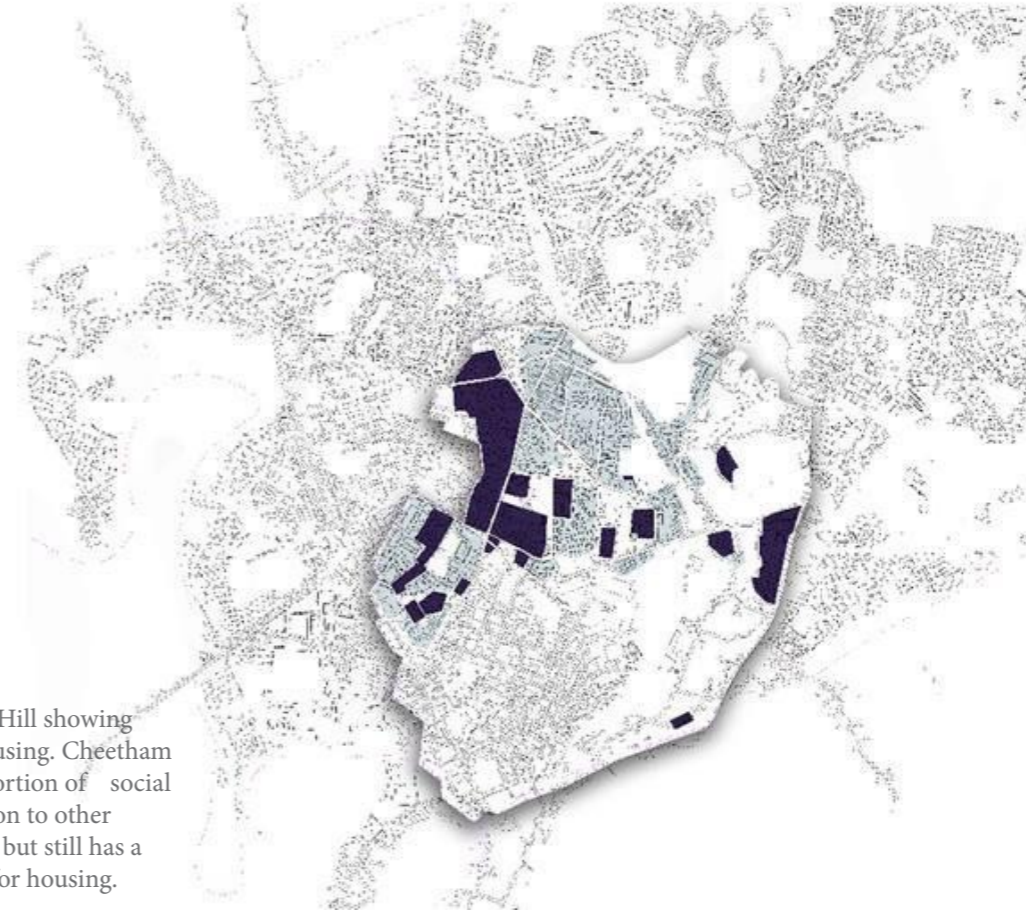 Hill showing
using. Cheetham
ortion of social
on to other
but still has a
or housing.